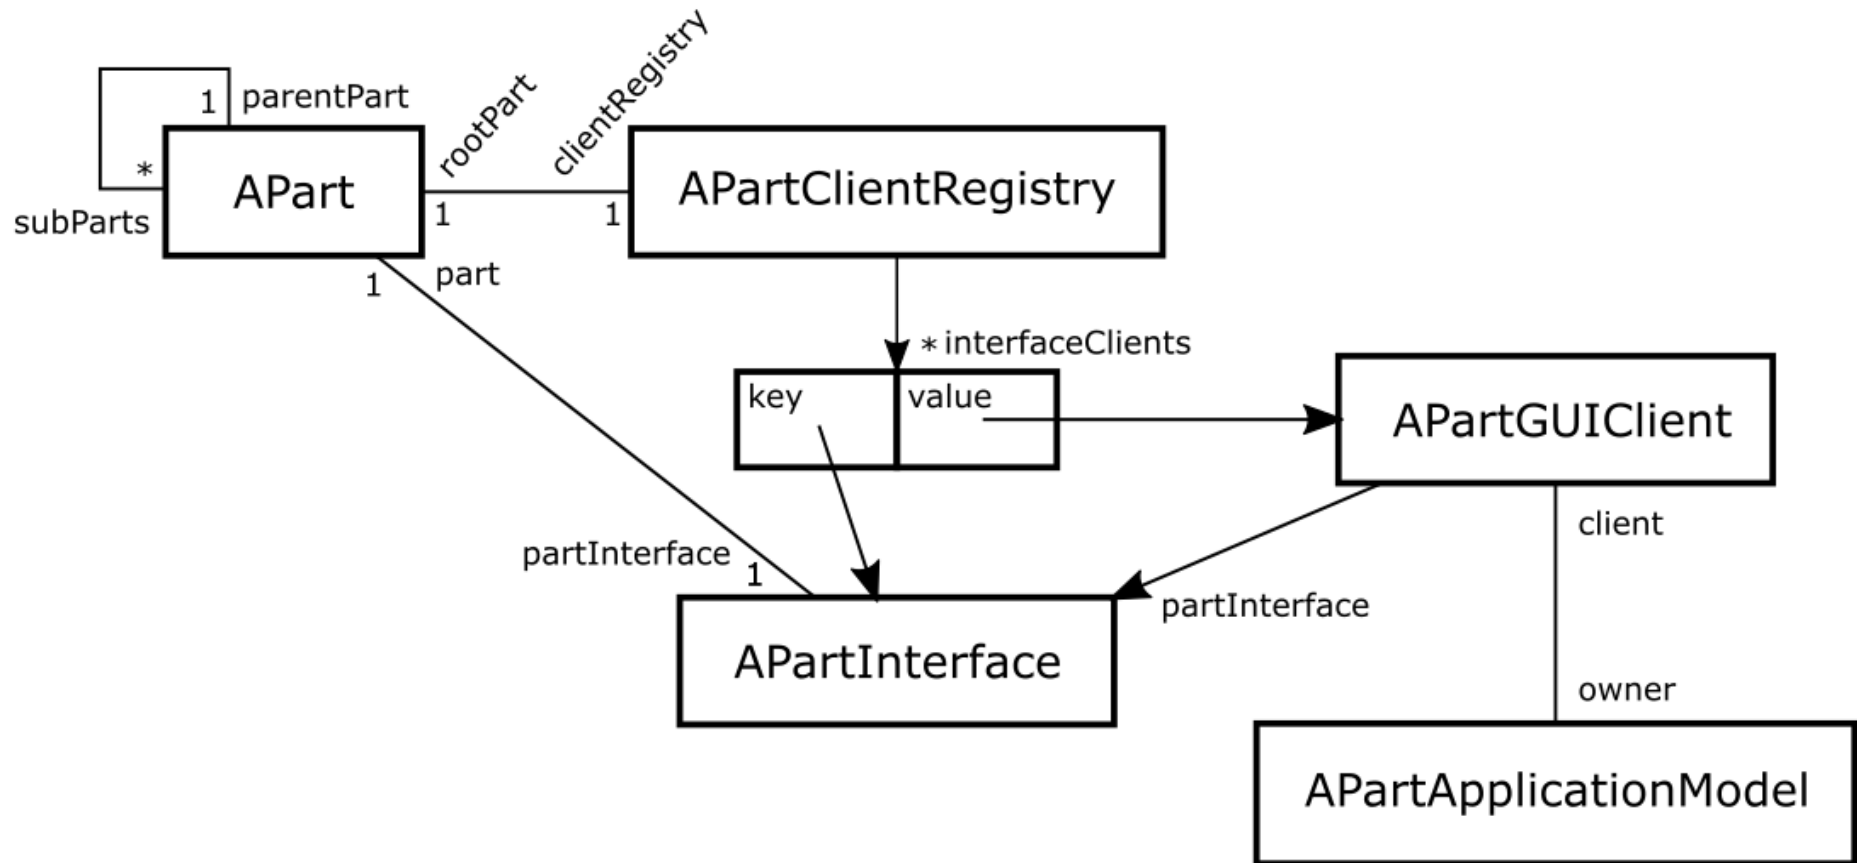 1 parentPart
rootPart
clientRegistry
*
APart
APartClientRegistry
subParts
1
1
1
part
* interfaceClients
key
value
APartGUIClient
client
partInterface
1
partInterface
APartInterface
owner
APartApplicationModel